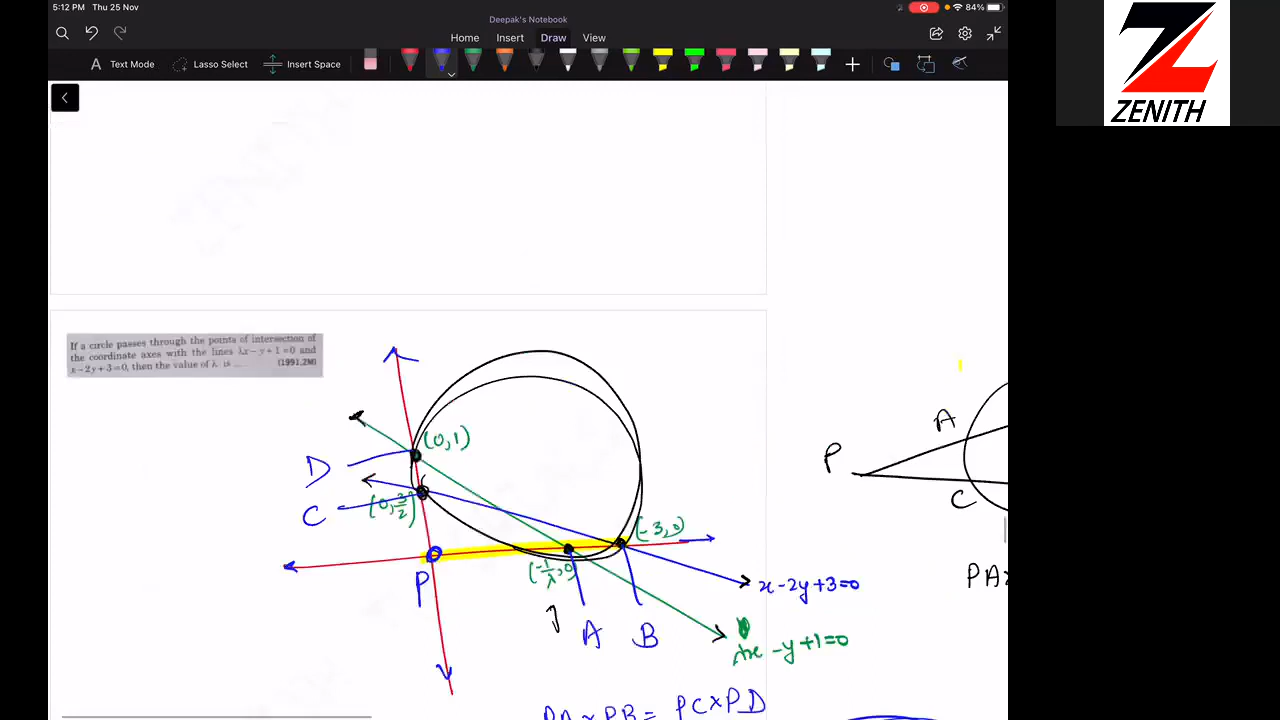 5:12 PM Thu 25 Nov
84%
Deepak's Notebook
Home Insert Draw View
A Text Mode Lasso Select Insert Space
ZENITH
If a circle passes through the points of intersection of
the coordinate axes with the lines λx - y + 1 = 0 and
x - 2y + 3 = 0, then the value of λ is ...
(1991, 2M)
(0,1)
D
C
(0, 3/2)
(-3,0)
(-1/λ, 0)
P
A
B
x-2y+3=0
λx -y+1=0
PA×PB = PC×PD
P
A
C
PA×